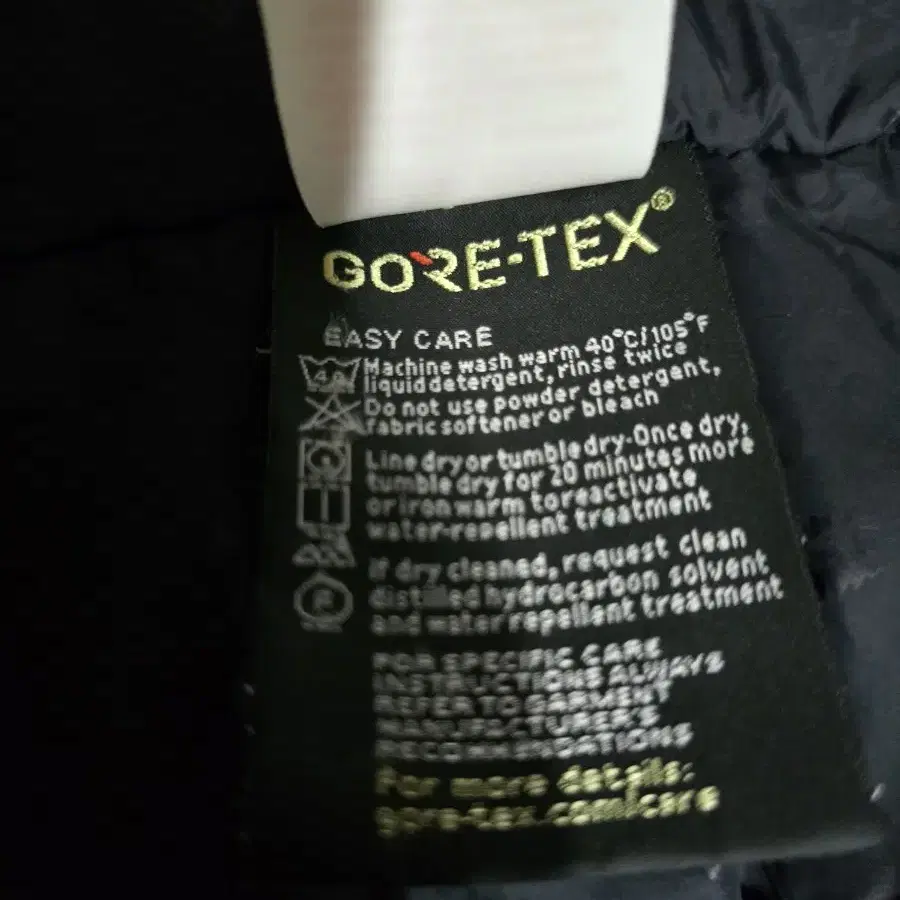 GORE-TEX®
EASY CARE
40
Machine wash warm 40°C/105°F
liquid detergent, rinse twice
Do not use powder detergent,
fabric softener or bleach
Line dry or tumble dry-Once dry,
tumble dry for 20 minutes more
or iron warm to reactivate
water-repellent treatment
If dry cleaned, request clean
distilled hydrocarbon solvent
and water repellent treatment
FOR SPECIFIC CARE
INSTRUCTIONS ALWAYS
REFER TO GARMENT
MANUFACTURER'S
RECOMMENDATIONS
For more details:
gore-tex.com/care